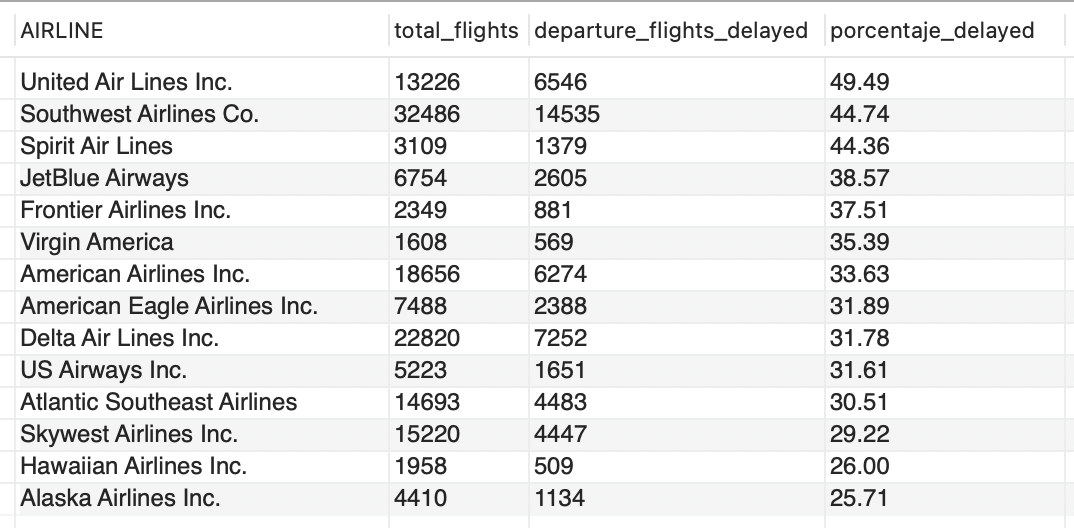 AIRLINE total_flights departure_flights_delayed porcentaje_delayed
United Air Lines Inc. 13226 6546 49.49
Southwest Airlines Co. 32486 14535 44.74
Spirit Air Lines 3109 1379 44.36
JetBlue Airways 6754 2605 38.57
Frontier Airlines Inc. 2349 881 37.51
Virgin America 1608 569 35.39
American Airlines Inc. 18656 6274 33.63
American Eagle Airlines Inc. 7488 2388 31.89
Delta Air Lines Inc. 22820 7252 31.78
US Airways Inc. 5223 1651 31.61
Atlantic Southeast Airlines 14693 4483 30.51
Skywest Airlines Inc. 15220 4447 29.22
Hawaiian Airlines Inc. 1958 509 26.00
Alaska Airlines Inc. 4410 1134 25.71